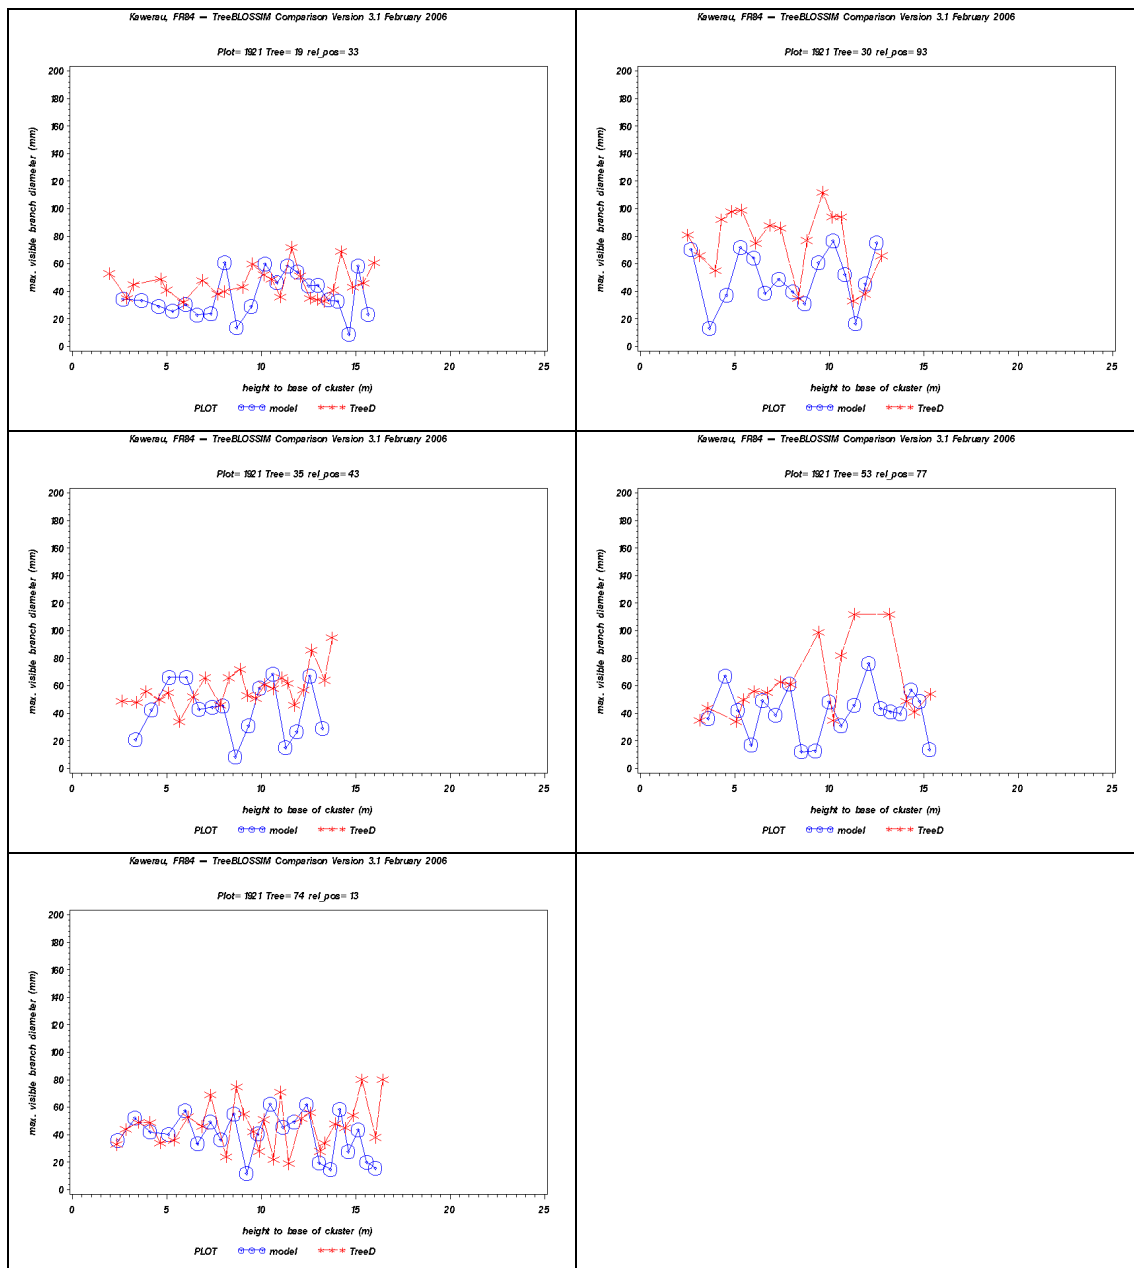 Kawerau, FR84 — TreeBLOSSIM Comparison Version 3.1 February 2006
Plot= 1921 Tree= 19 rel_pos= 33
max. visible branch diameter (mm)
200
180
160
140
120
100
80
60
40
20
0
0 5 10 15 20 25
height to base of cluster (m)
PLOT model TreeD
Kawerau, FR84 — TreeBLOSSIM Comparison Version 3.1 February 2006
Plot= 1921 Tree= 30 rel_pos= 93
max. visible branch diameter (mm)
200
180
160
140
120
100
80
60
40
20
0
0 5 10 15 20 25
height to base of cluster (m)
PLOT model TreeD
Kawerau, FR84 — TreeBLOSSIM Comparison Version 3.1 February 2006
Plot= 1921 Tree= 35 rel_pos= 43
max. visible branch diameter (mm)
200
180
160
140
120
100
80
60
40
20
0
0 5 10 15 20 25
height to base of cluster (m)
PLOT model TreeD
Kawerau, FR84 — TreeBLOSSIM Comparison Version 3.1 February 2006
Plot= 1921 Tree= 53 rel_pos= 77
max. visible branch diameter (mm)
200
180
160
140
120
100
80
60
40
20
0
0 5 10 15 20 25
height to base of cluster (m)
PLOT model TreeD
Kawerau, FR84 — TreeBLOSSIM Comparison Version 3.1 February 2006
Plot= 1921 Tree= 74 rel_pos= 13
max. visible branch diameter (mm)
200
180
160
140
120
100
80
60
40
20
0
0 5 10 15 20 25
height to base of cluster (m)
PLOT model TreeD